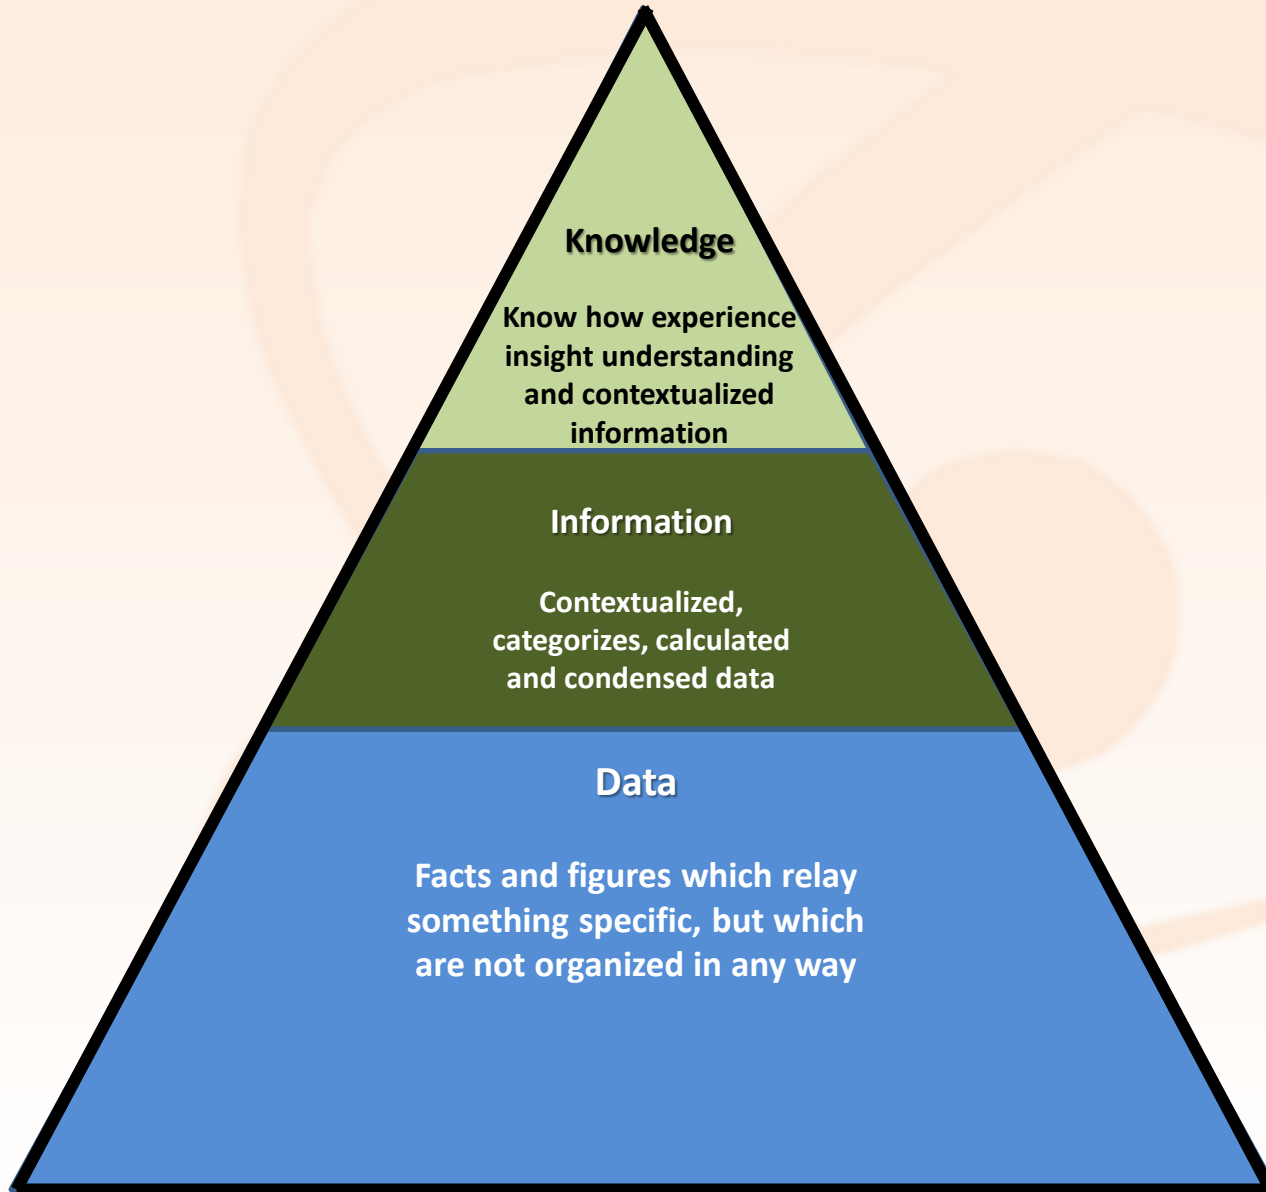 Knowledge
Know how experience
insight understanding
and contextualized
information
Information
Contextualized,
categorizes, calculated
and condensed data
Data
Facts and figures which relay
something specific, but which
are not organized in any way